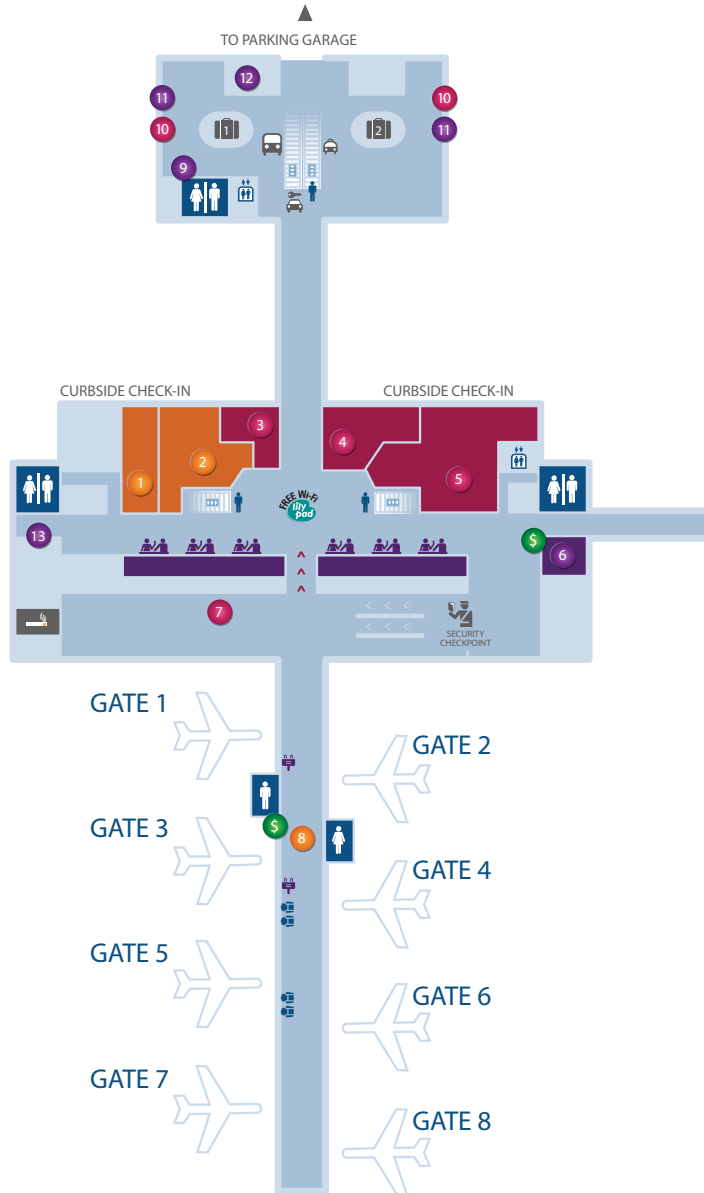 TO PARKING GARAGE
12
11
10
10
11
1
2
9
CURBSIDE CHECK-IN
CURBSIDE CHECK-IN
3
4
2
1
5
FREE Wi-Fi
lily
pad
13
$
6
7
SECURITY
CHECKPOINT
GATE 1
GATE 2
GATE 3
$
8
GATE 4
GATE 5
GATE 6
GATE 7
GATE 8